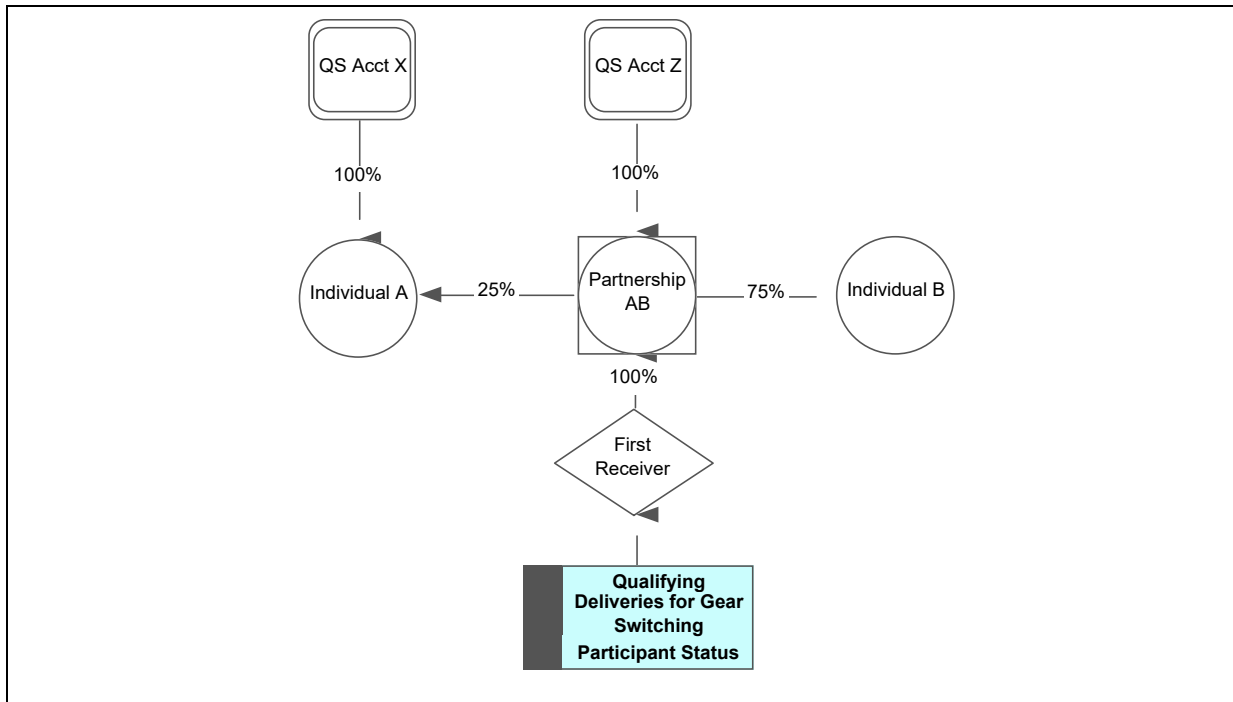 QS Acct X
QS Acct Z
100%
100%
Individual A
25%
Partnership
AB
75%
Individual B
100%
First
Receiver
Qualifying
Deliveries for Gear
Switching
Participant Status